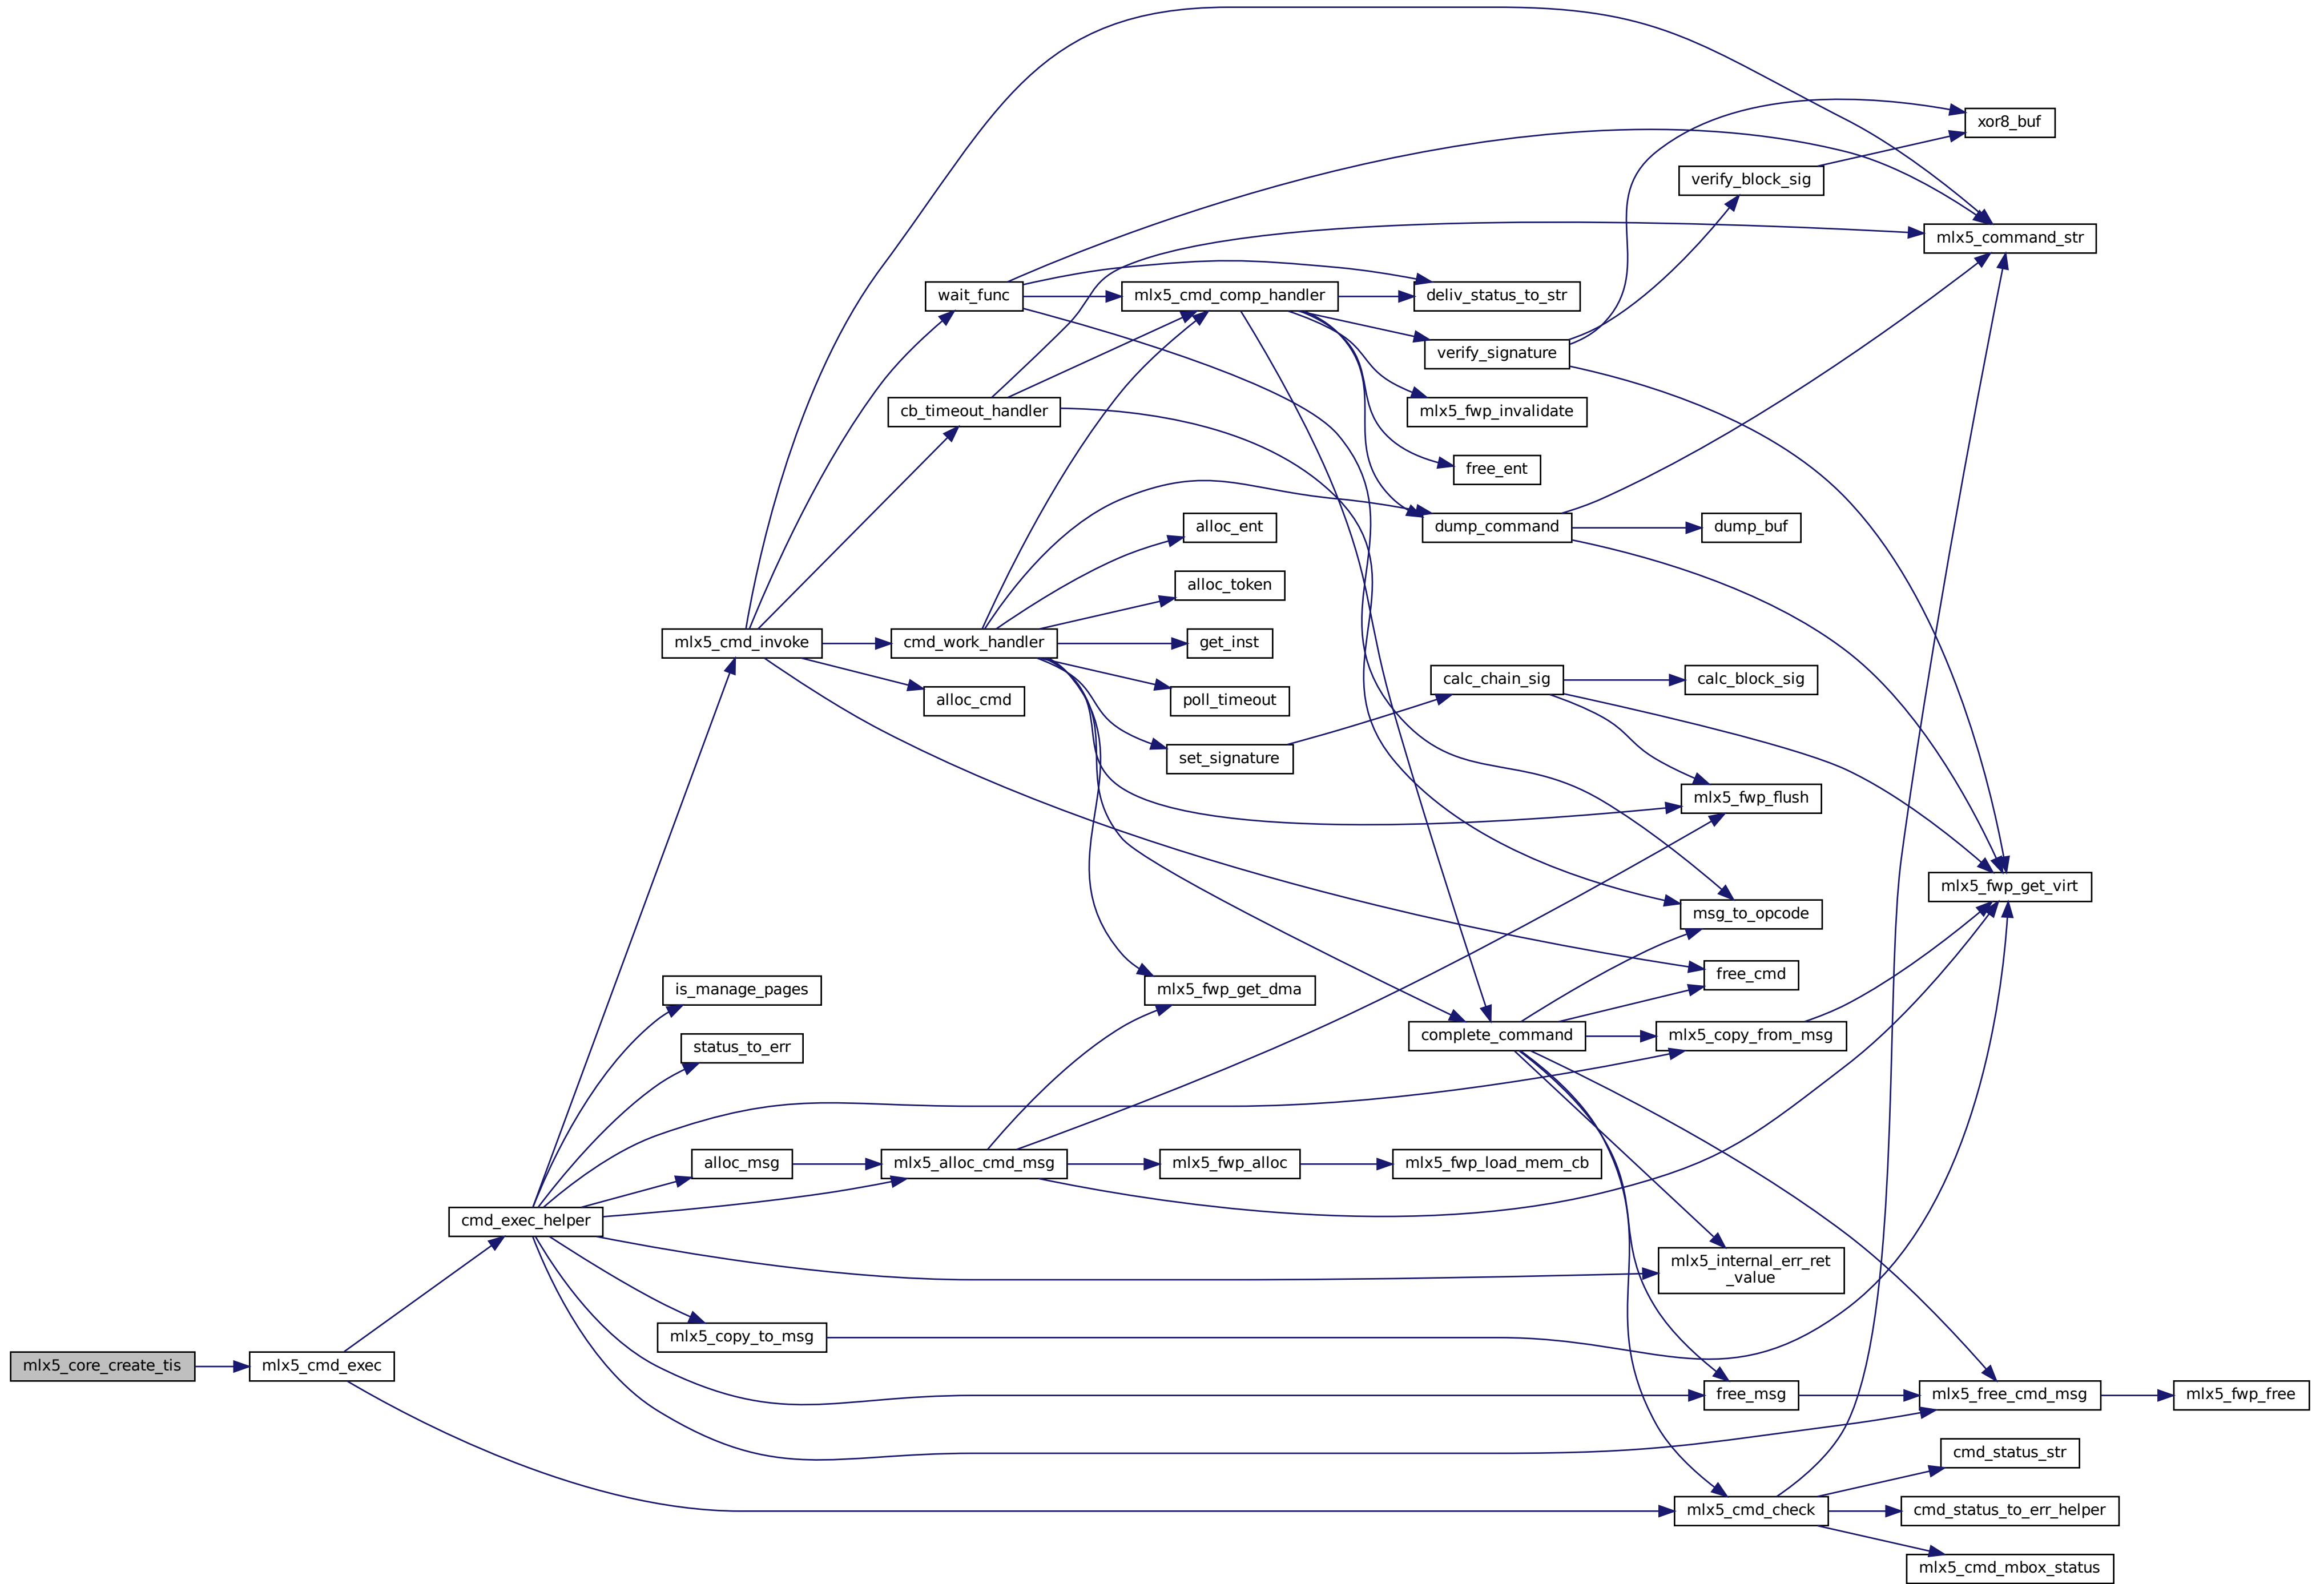 xor8_buf
verify_block_sig
mlx5_command_str
wait_func
mlx5_cmd_comp_handler
deliv_status_to_str
verify_signature
cb_timeout_handler
mlx5_fwp_invalidate
free_ent
alloc_ent
dump_command
dump_buf
alloc_token
mlx5_cmd_invoke
cmd_work_handler
get_inst
calc_chain_sig
calc_block_sig
alloc_cmd
poll_timeout
set_signature
mlx5_fwp_flush
mlx5_fwp_get_virt
msg_to_opcode
free_cmd
is_manage_pages
mlx5_fwp_get_dma
complete_command
mlx5_copy_from_msg
status_to_err
alloc_msg
mlx5_alloc_cmd_msg
mlx5_fwp_alloc
mlx5_fwp_load_mem_cb
cmd_exec_helper
mlx5_internal_err_ret
_value
mlx5_copy_to_msg
mlx5_core_create_tis
mlx5_cmd_exec
free_msg
mlx5_free_cmd_msg
mlx5_fwp_free
cmd_status_str
mlx5_cmd_check
cmd_status_to_err_helper
mlx5_cmd_mbox_status